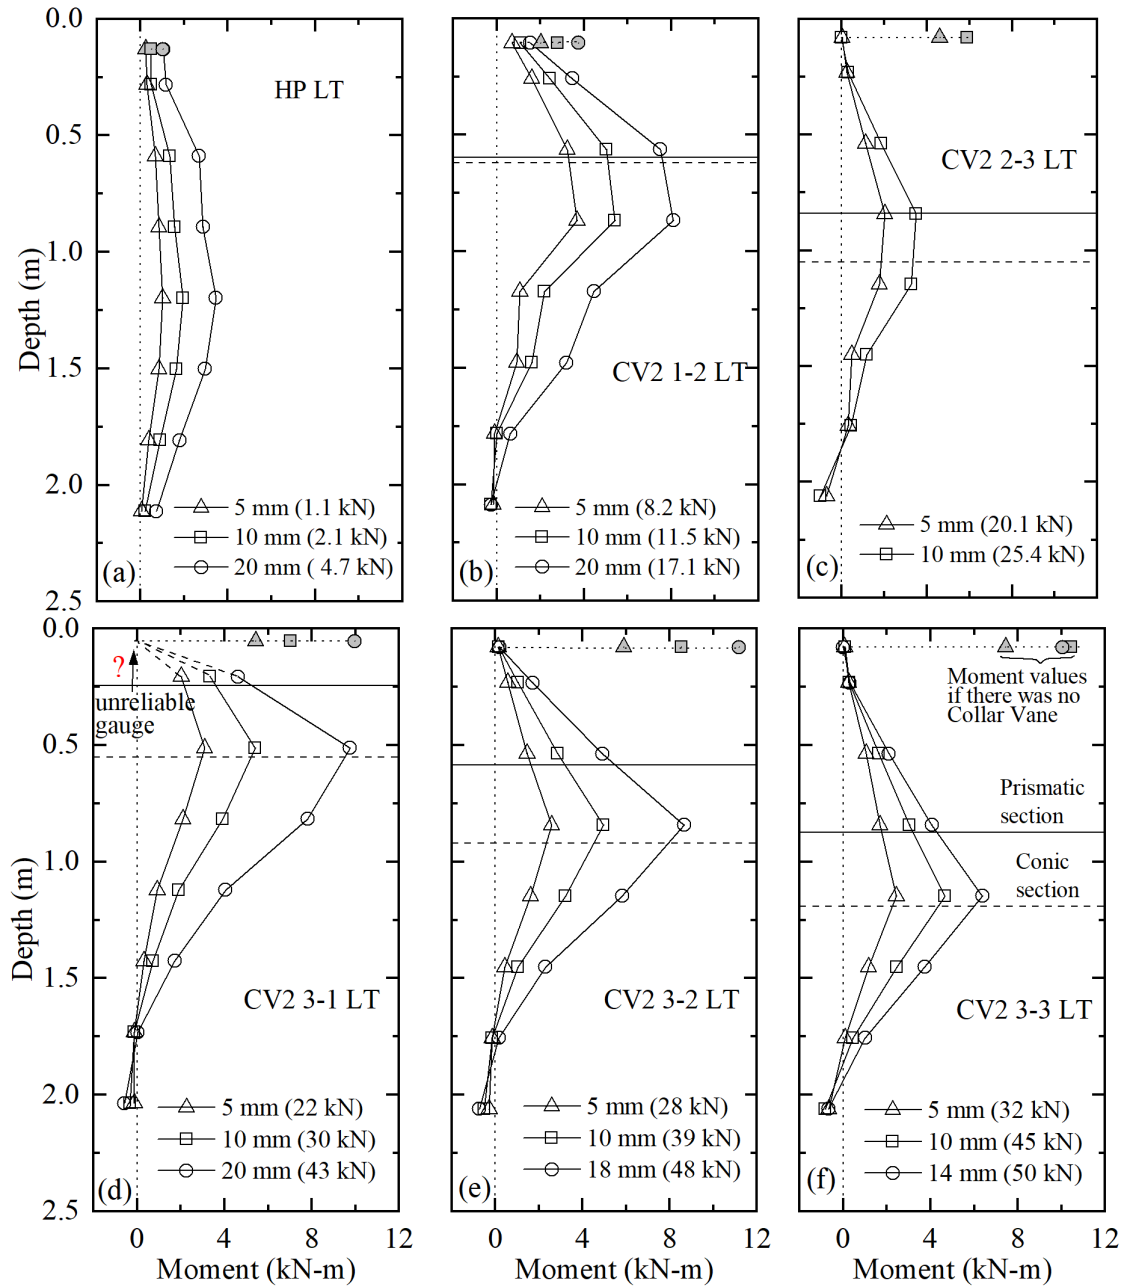 0.0
0.5
1.0
1.5
2.0
2.5
Depth (m)
HP LT
5 mm (1.1 kN)
10 mm (2.1 kN)
20 mm ( 4.7 kN)
(a)
CV2 1-2 LT
5 mm (8.2 kN)
10 mm (11.5 kN)
20 mm (17.1 kN)
(b)
CV2 2-3 LT
5 mm (20.1 kN)
10 mm (25.4 kN)
(c)
0.0
0.5
1.0
1.5
2.0
2.5
Depth (m)
?
unreliable
gauge
CV2 3-1 LT
5 mm (22 kN)
10 mm (30 kN)
20 mm (43 kN)
(d)
0 4 8 12
Moment (kN-m)
CV2 3-2 LT
5 mm (28 kN)
10 mm (39 kN)
18 mm (48 kN)
(e)
0 4 8 12
Moment (kN-m)
Moment values
if there was no
Collar Vane
Prismatic
section
Conic
section
CV2 3-3 LT
5 mm (32 kN)
10 mm (45 kN)
14 mm (50 kN)
(f)
0 4 8 12
Moment (kN-m)